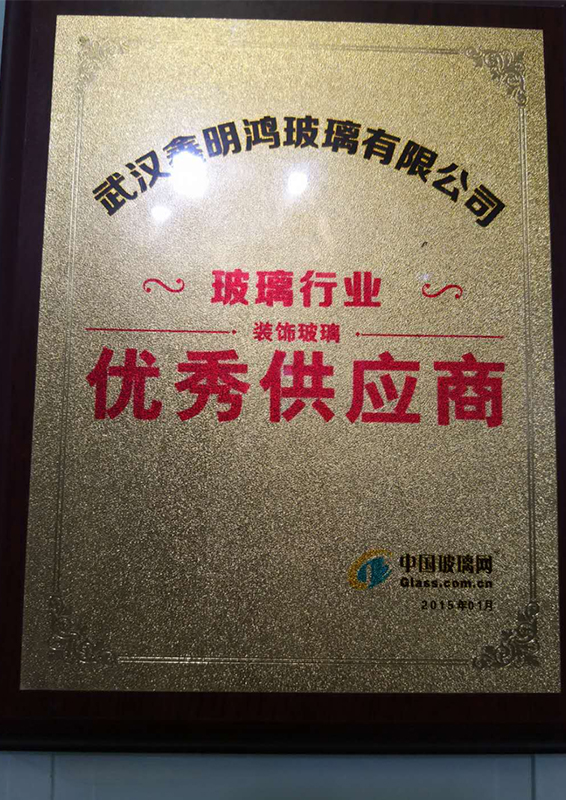 武汉鑫明鸿玻璃有限公司
玻璃行业
装饰玻璃
优秀供应商
中国玻璃网
Glass.com.cn
2015年01月